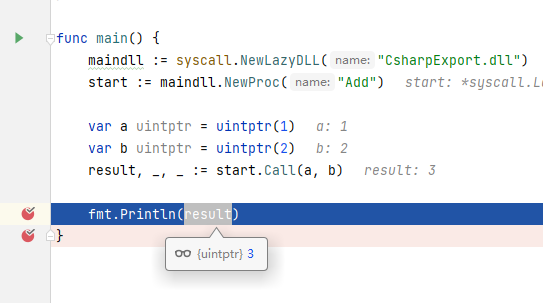 func main() {
maindll := syscall.NewLazyDLL( name: "CsharpExport.dll")
start := maindll.NewProc( name: "Add") start: *syscall.
var a uintptr = uintptr(1) a: 1
var b uintptr = uintptr(2) b: 2
result, _, _ := start.Call(a, b) result: 3
fmt.Println(result)
}
{uintptr} 3